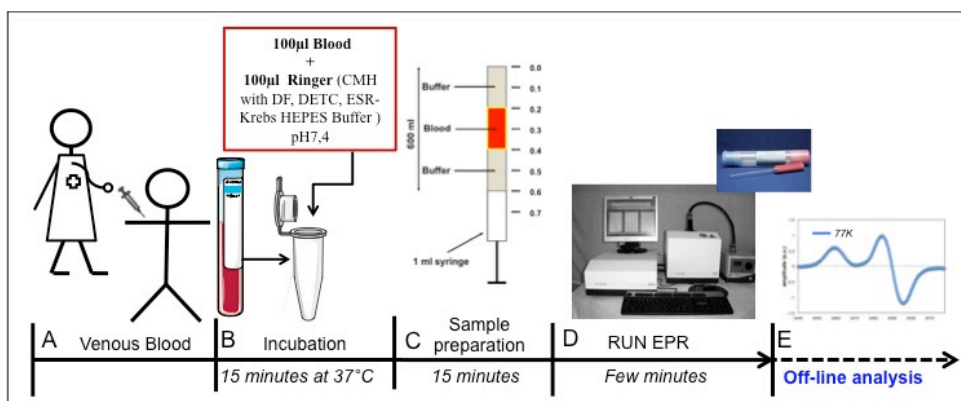 100µl Blood
+
100µl Ringer (CMH
with DF, DETC, ESR-
Krebs HEPES Buffer )
pH7,4
600 ml
Buffer
Blood
Buffer
0.0
0.1
0.2
0.3
0.4
0.5
0.6
0.7
1 ml syringe
77K
amplitude (a.u.)
A Venous Blood
B Incubation
15 minutes at 37°C
C Sample
preparation
15 minutes
D RUN EPR
Few minutes
E
Off-line analysis